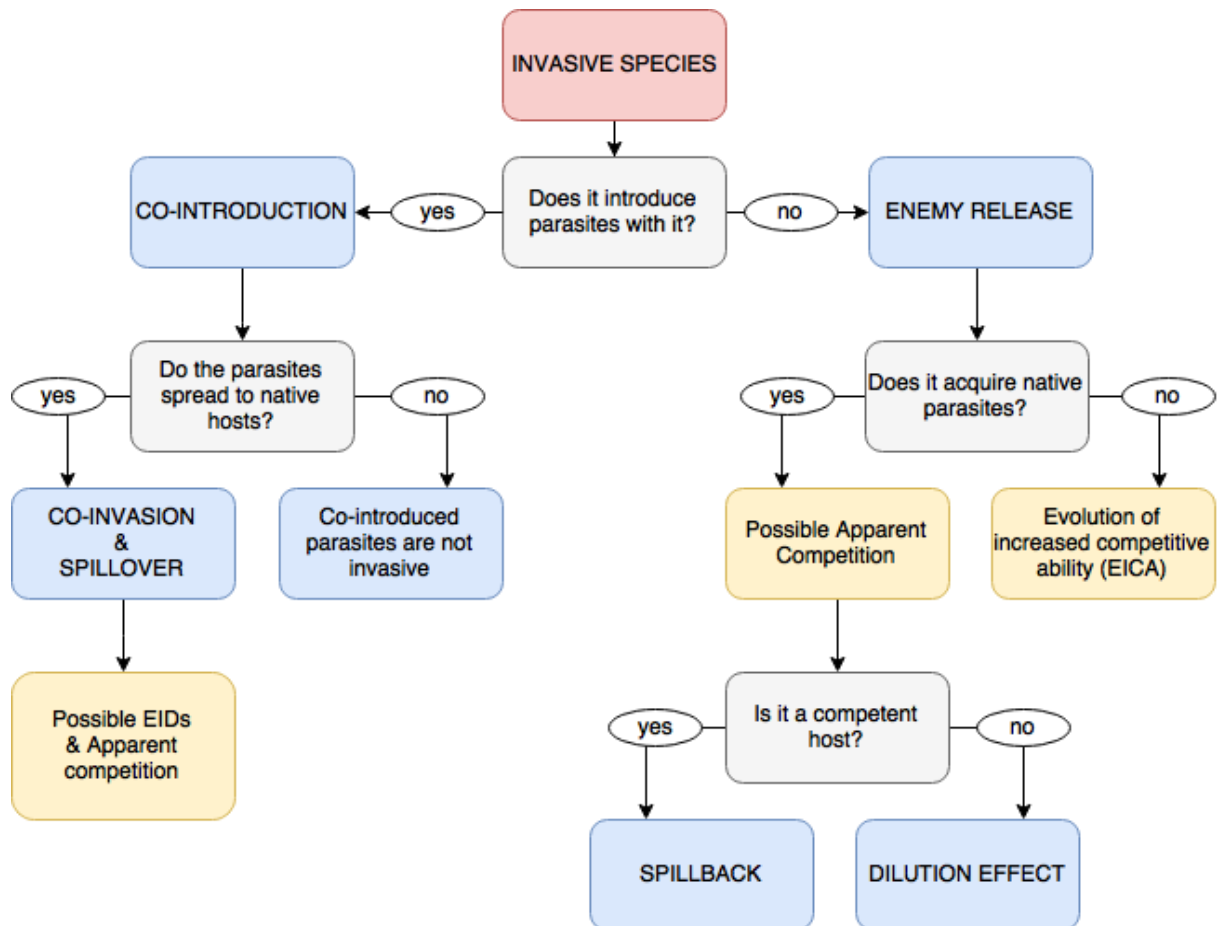 INVASIVE SPECIES
CO-INTRODUCTION
yes
Does it introduce
parasites with it?
no
ENEMY RELEASE
yes
Do the parasites
spread to native
hosts?
no
yes
Does it acquire native
parasites?
no
CO-INVASION
&
SPILLOVER
Co-introduced
parasites are not
invasive
Possible Apparent
Competition
Evolution of
increased competitive
ability (EICA)
Possible EIDs
& Apparent
competition
yes
Is it a competent
host?
no
SPILLBACK
DILUTION EFFECT